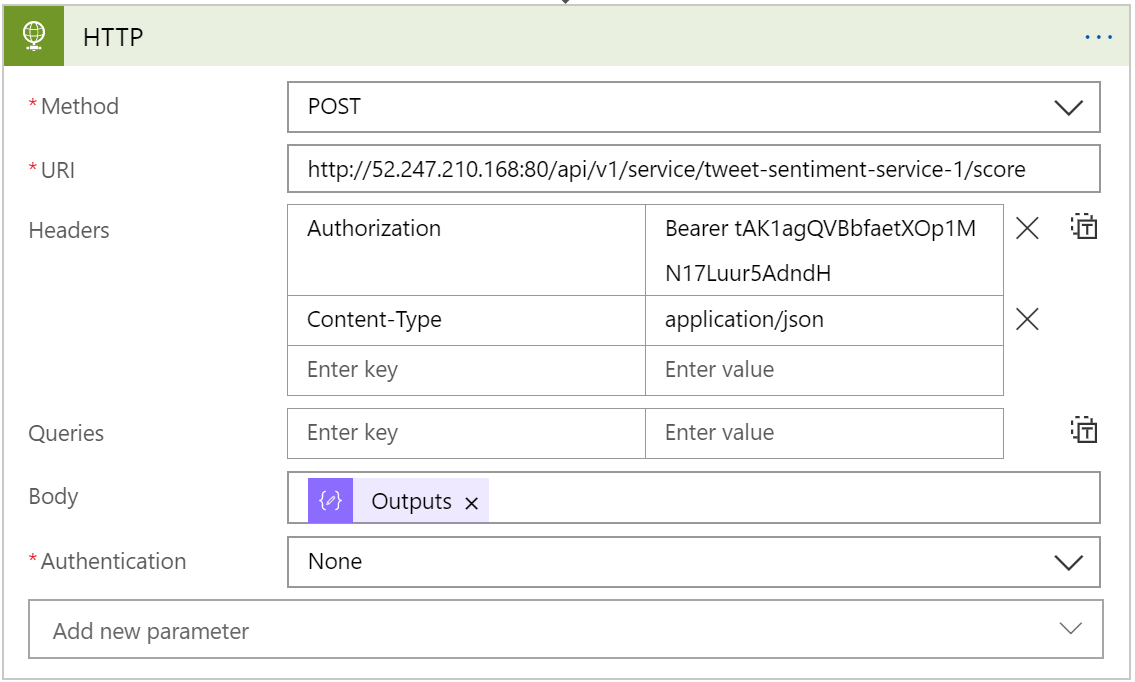 HTTP
* Method POST
* URI http://52.247.210.168:80/api/v1/service/tweet-sentiment-service-1/score
Headers Authorization Bearer tAK1agQVBbfaetXOp1M
N17Luur5AdndH
Content-Type application/json
Enter key Enter value
Queries Enter key Enter value
Body Outputs ×
* Authentication None
Add new parameter